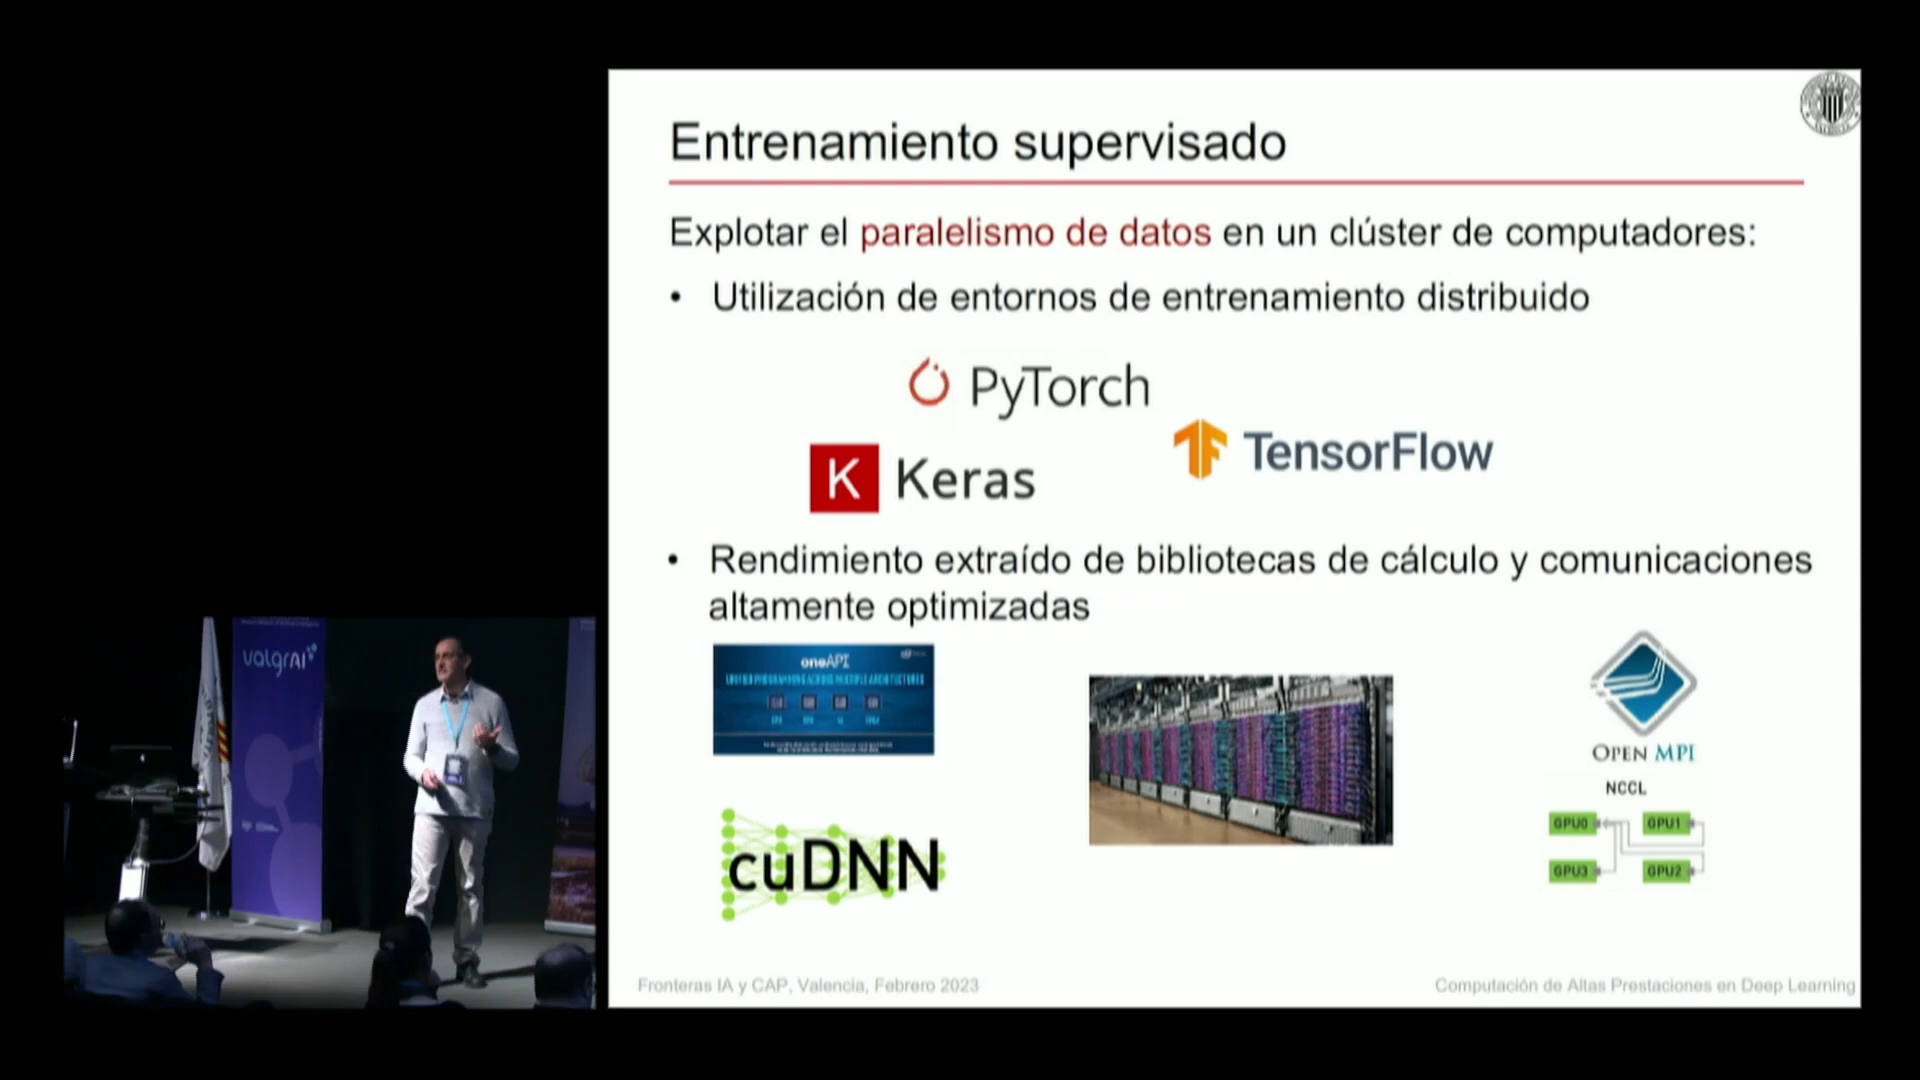 Entrenamiento supervisado
Explotar el paralelismo de datos en un clúster de computadores:
• Utilización de entornos de entrenamiento distribuido
PyTorch
K Keras
TensorFlow
• Rendimiento extraído de bibliotecas de cálculo y comunicaciones
altamente optimizadas
oneAPI
UNIFIED PROGRAMMING ACROSS MULTIPLE ARCHITECTURES
OPEN MPI
NCCL
GPU0 GPU1
GPU3 GPU2
cuDNN
valgrAI
Fronteras IA y CAP, Valencia, Febrero 2023
Computación de Altas Prestaciones en Deep Learning